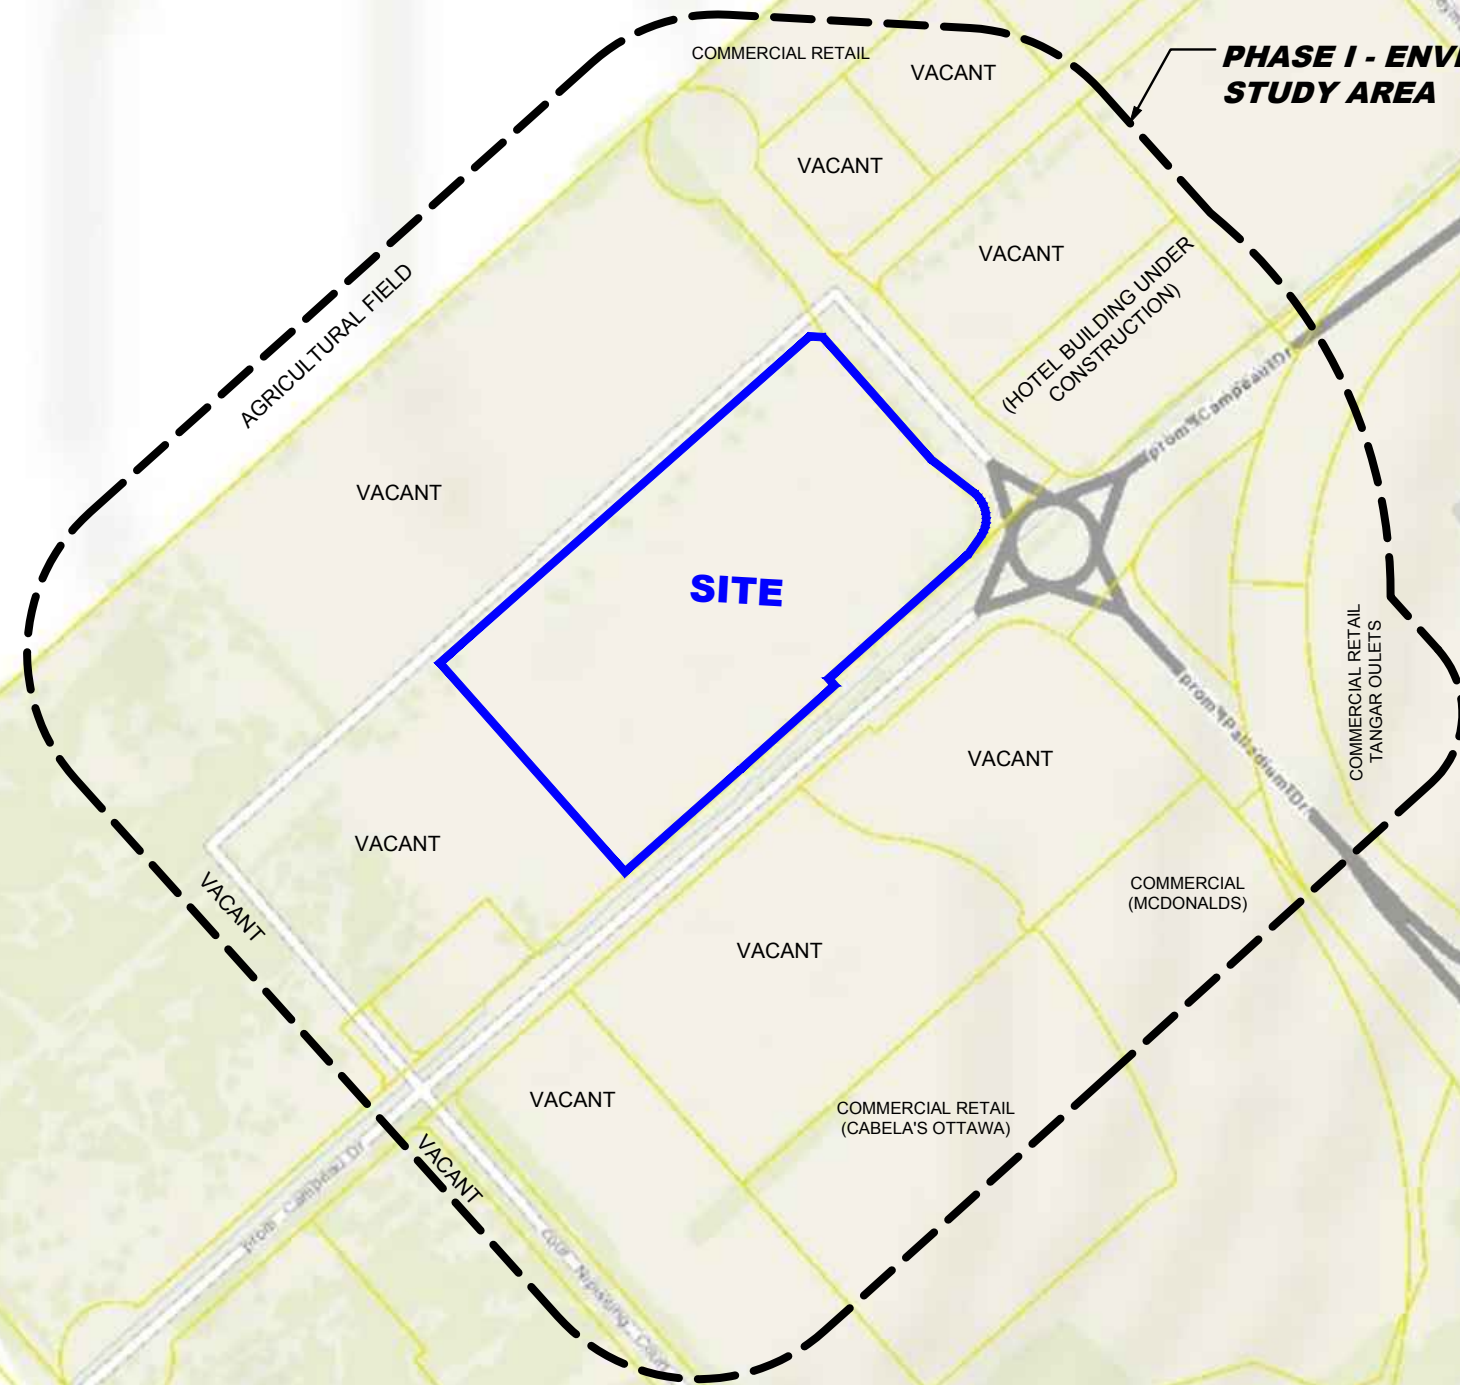 COMMERCIAL RETAIL
VACANT
PHASE I - ENVI
STUDY AREA
VACANT
VACANT
(HOTEL BUILDING UNDER
CONSTRUCTION)
AGRICULTURAL FIELD
prom Campeau Dr
VACANT
SITE
COMMERCIAL RETAIL
TANGAR OULETS
prom Palladium Dr
VACANT
VACANT
VACANT
COMMERCIAL
(MCDONALDS)
VACANT
VACANT
COMMERCIAL RETAIL
(CABELA'S OTTAWA)
VACANT
prom Campeau Dr
cour Nipissing Cour